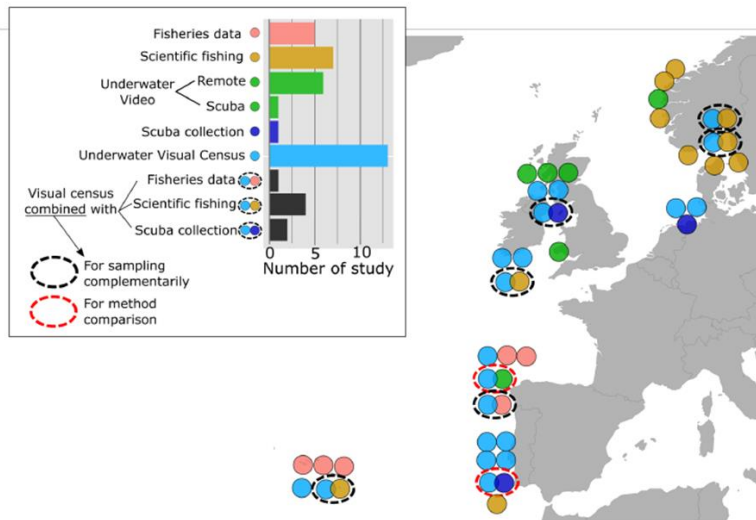 Fisheries data
Scientific fishing
Underwater
Video
Remote
Scuba
Scuba collection
Underwater Visual Census
Visual census
combined with
Fisheries data
Scientific fishing
Scuba collection
0 5 10
Number of study
For sampling
complementarily
For method
comparison